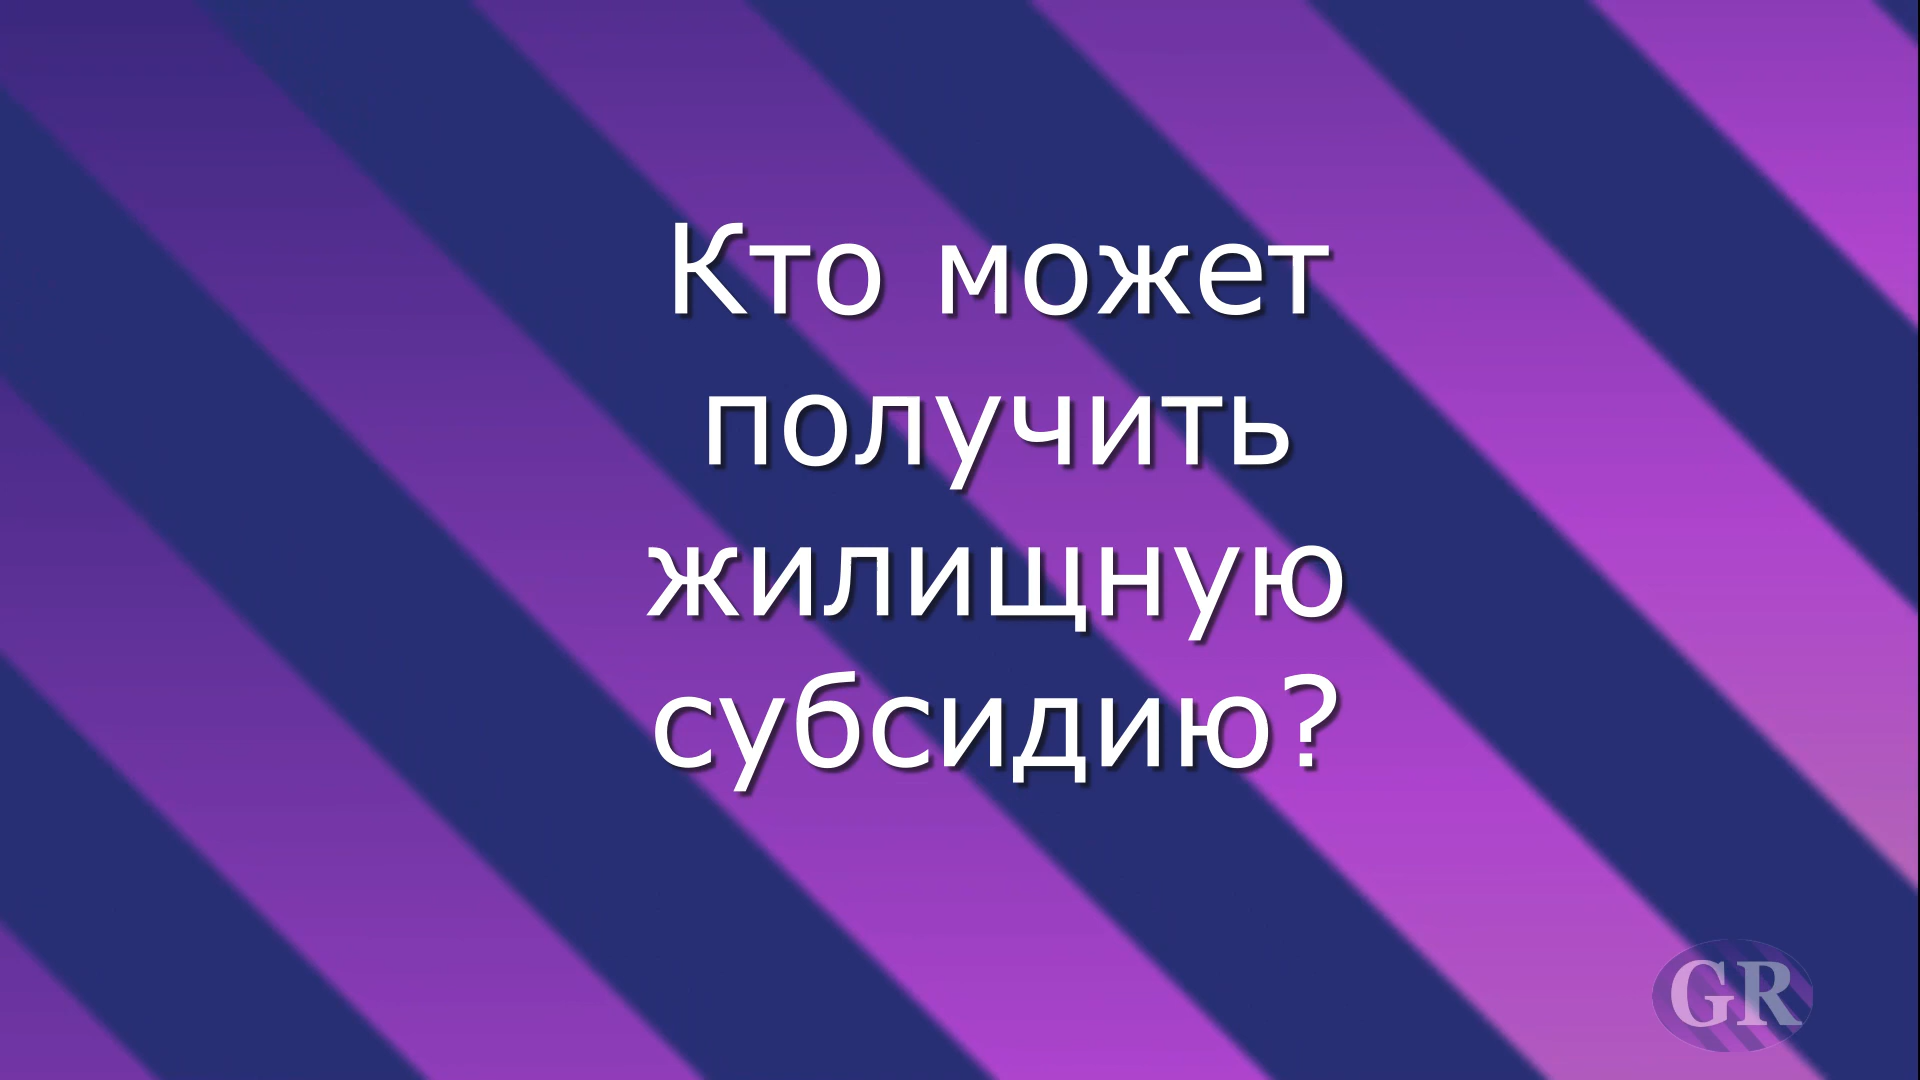 Кто может
получить
жилищную
субсидию?
GR